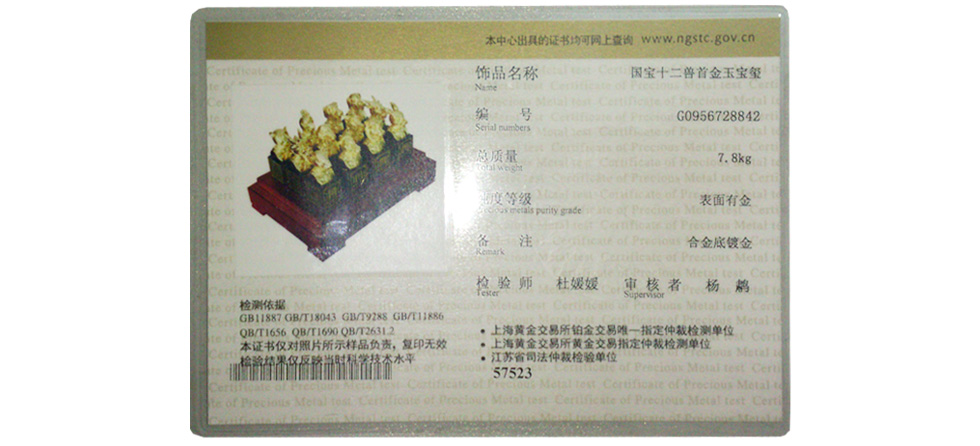 本中心出具的证书均可网上查询 www.ngstc.gov.cn
饰品名称 国宝十二兽首金玉宝玺
Name
编 号 G0956728842
Serial numbers
总质量 7.8kg
Total weight
度等级 表面有金
metals purity grade
备 注 合金底镀金
Remark
检 验 师 杜媛媛 审 核 者 杨 鹬
Tester Supervisor
检测依据
GB11887 GB/T18043 GB/T9288 GB/T11886
QB/T1656 QB/T1690 QB/T2631.2
本证书仅对照片所示样品负责，复印无效
检验结果仅反映当时科学技术水平
• 上海黄金交易所铂金交易唯一指定仲裁检测单位
• 上海黄金交易所黄金交易指定仲裁检测单位
• 江苏省司法仲裁检验单位
57523
Certificate of Precious Metal test